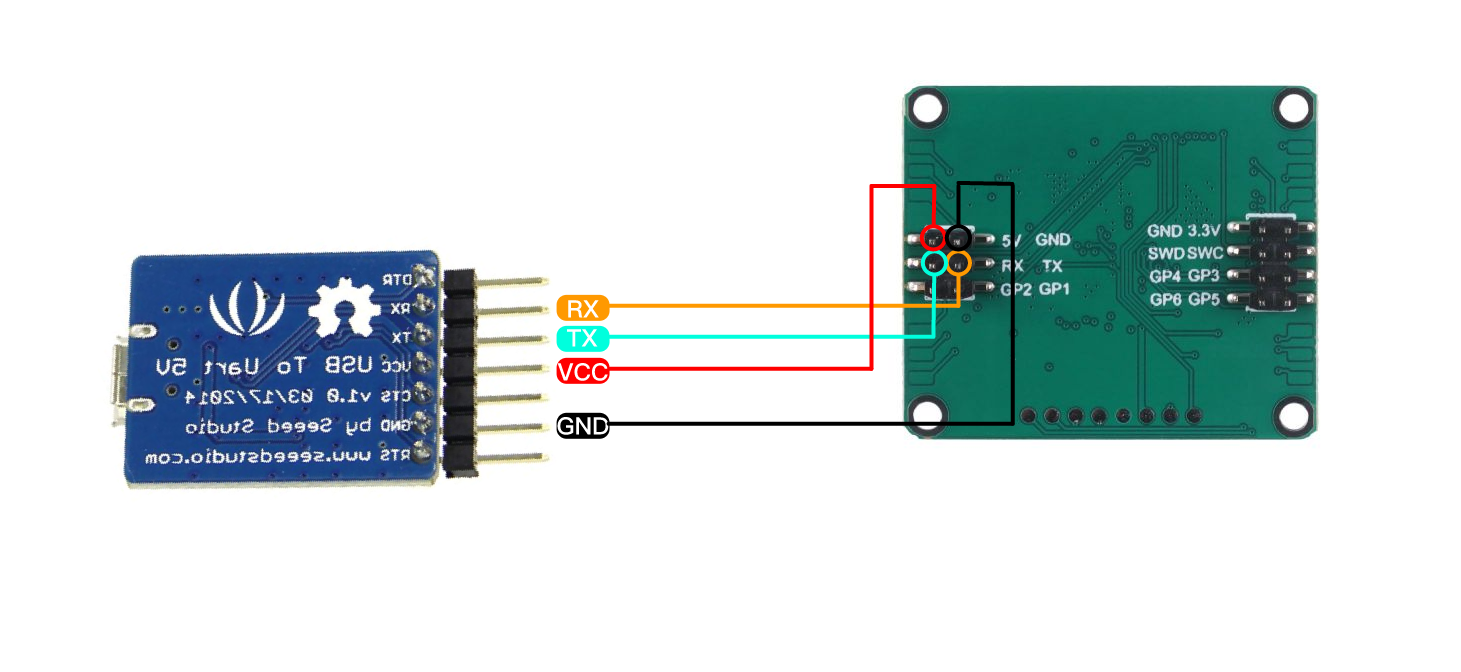 DTR
RX
TX
VCC
USB To Uart 5V
CTS
v1.0 03/17/2014
GND
by Seeed Studio
RTS
www.seeedstudio.com
RX
TX
VCC
GND
5V GND
RX TX
GP2 GP1
GND 3.3V
SWD SWC
GP4 GP3
GP6 GP5